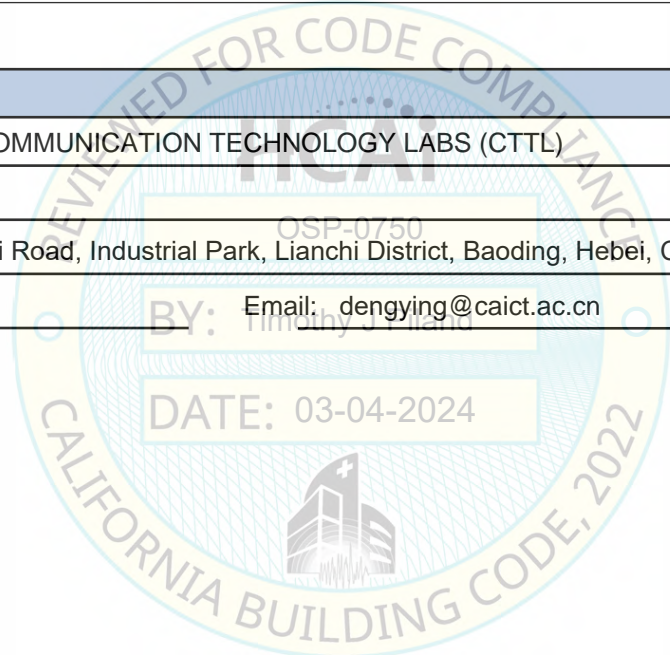 REVIEWED FOR CODE COMPLIANCE
HCAi
OMMUNICATION TECHNOLOGY LABS (CTTL)
OSP-0750
i Road, Industrial Park, Lianchi District, Baoding, Hebei, C
Email: dengying@caict.ac.cn
BY: Timothy J Piland
DATE: 03-04-2024
CALIFORNIA BUILDING CODE, 2022